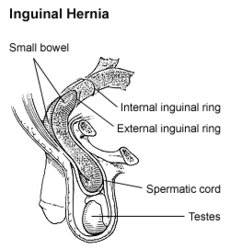 Inguinal Hernia
Small bowel
Internal inguinal ring
External inguinal ring
Spermatic cord
Testes